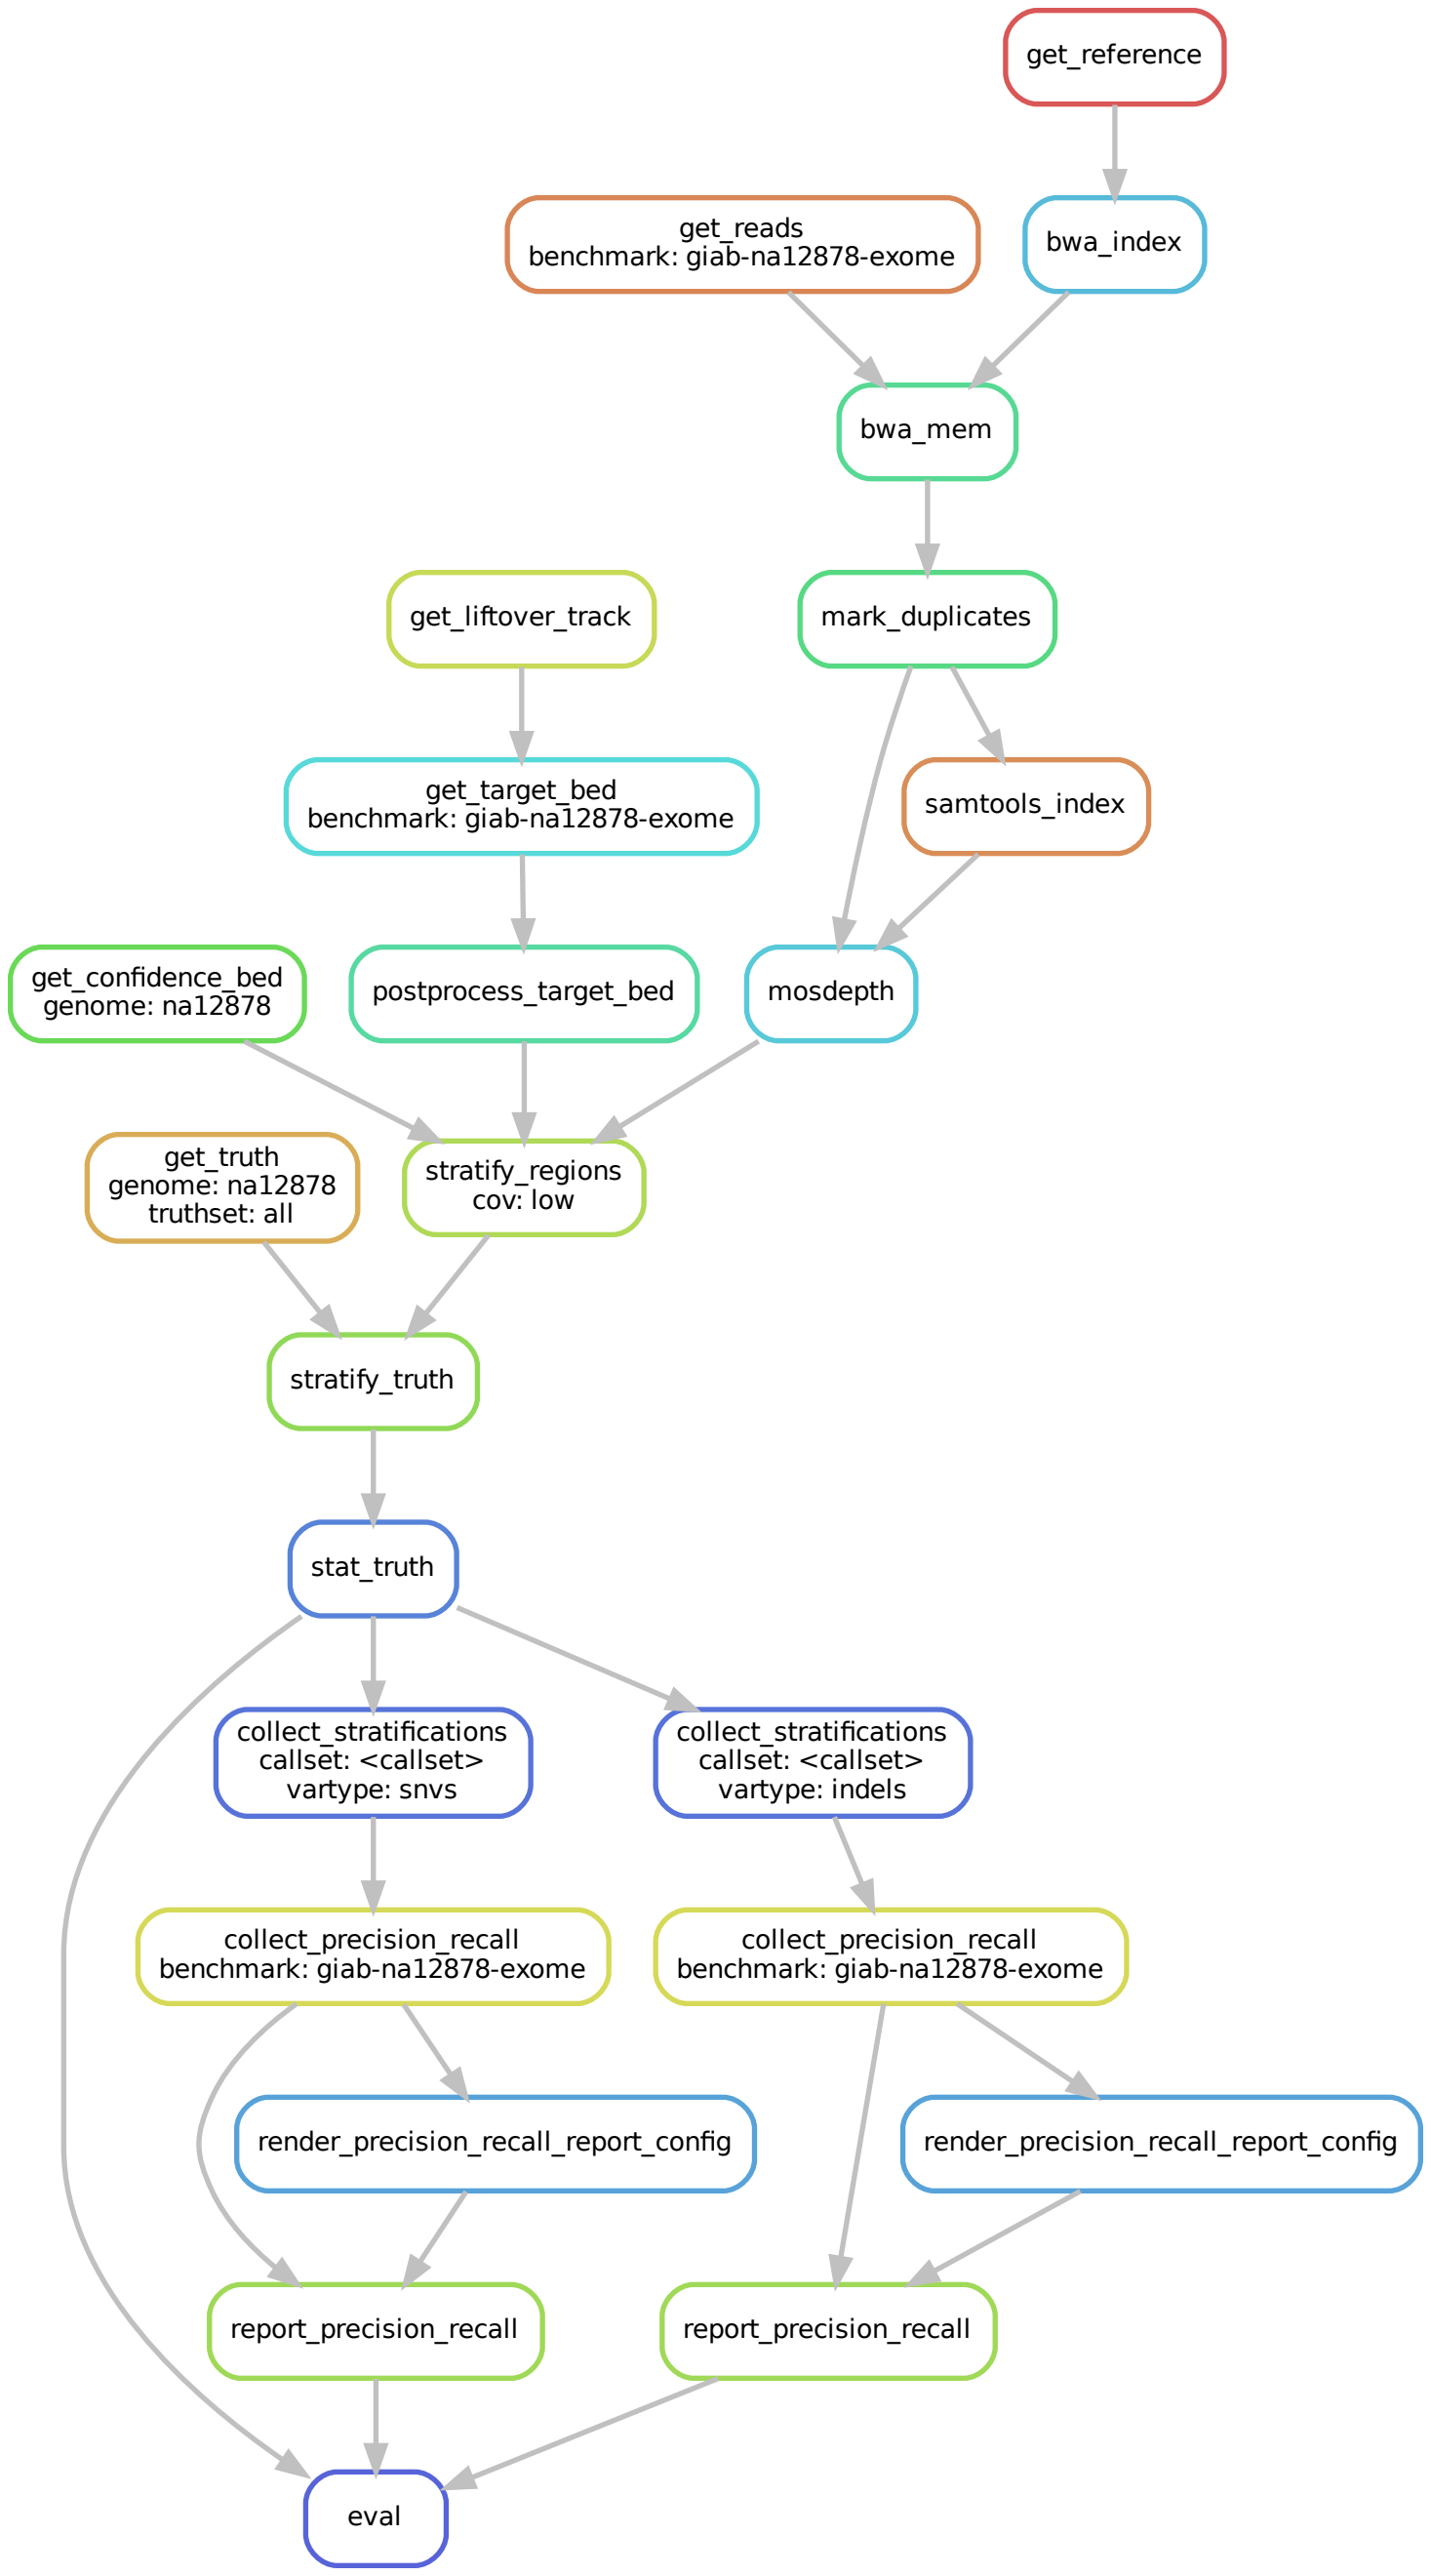 get_reference
get_reads
benchmark: giab-na12878-exome
bwa_index
bwa_mem
get_liftover_track
mark_duplicates
get_target_bed
benchmark: giab-na12878-exome
samtools_index
get_confidence_bed
genome: na12878
postprocess_target_bed
mosdepth
get_truth
genome: na12878
truthset: all
stratify_regions
cov: low
stratify_truth
stat_truth
collect_stratifications
callset: <callset>
vartype: snvs
collect_stratifications
callset: <callset>
vartype: indels
collect_precision_recall
benchmark: giab-na12878-exome
collect_precision_recall
benchmark: giab-na12878-exome
render_precision_recall_report_config
render_precision_recall_report_config
report_precision_recall
report_precision_recall
eval